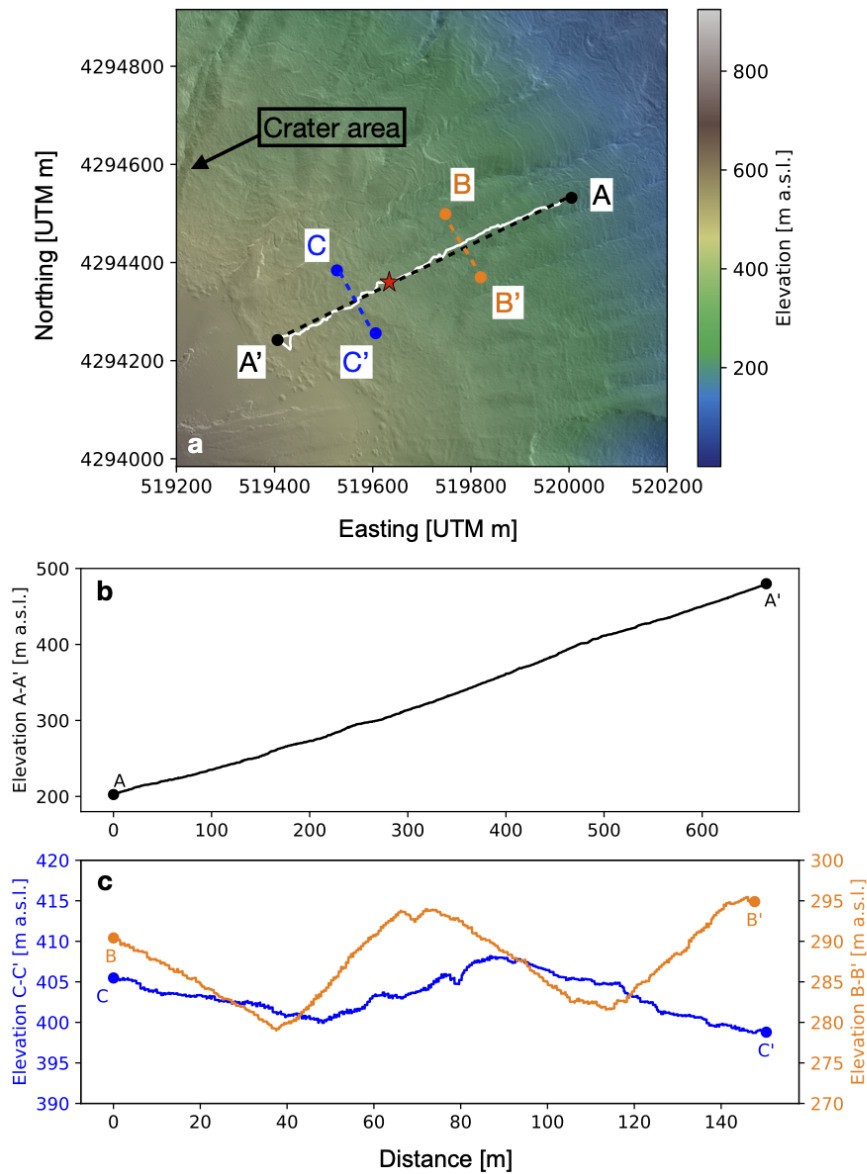 4294800
4294600
4294400
4294200
4294000
Northing [UTM m]
Crater area
B
A
C
B’
A’
C’
a
519200 519400 519600 519800 520000 520200
Easting [UTM m]
800
600
400
200
Elevation [m a.s.l.]
b
500
400
300
200
Elevation A-A' [m a.s.l.]
A
A'
0 100 200 300 400 500 600
c
420
415
410
405
400
395
390
Elevation C-C' [m a.s.l.]
B
C
B'
C'
300
295
290
285
280
275
270
Elevation B-B' [m a.s.l.]
0 20 40 60 80 100 120 140
Distance [m]